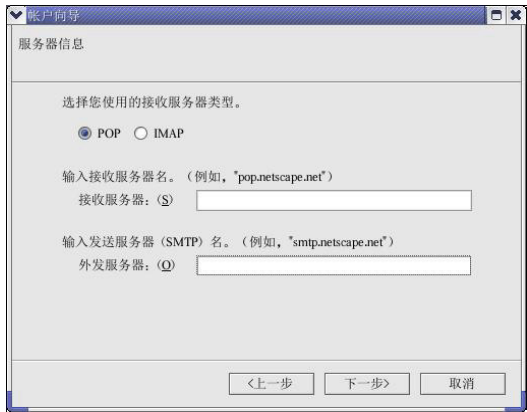 帐户向导
服务器信息
选择您使用的接收服务器类型。
POP IMAP
输入接收服务器名。（例如，"pop.netscape.net"）
接收服务器：(S)
输入发送服务器（SMTP）名。（例如，"smtp.netscape.net"）
外发服务器：(O)
<上一步 下一步> 取消